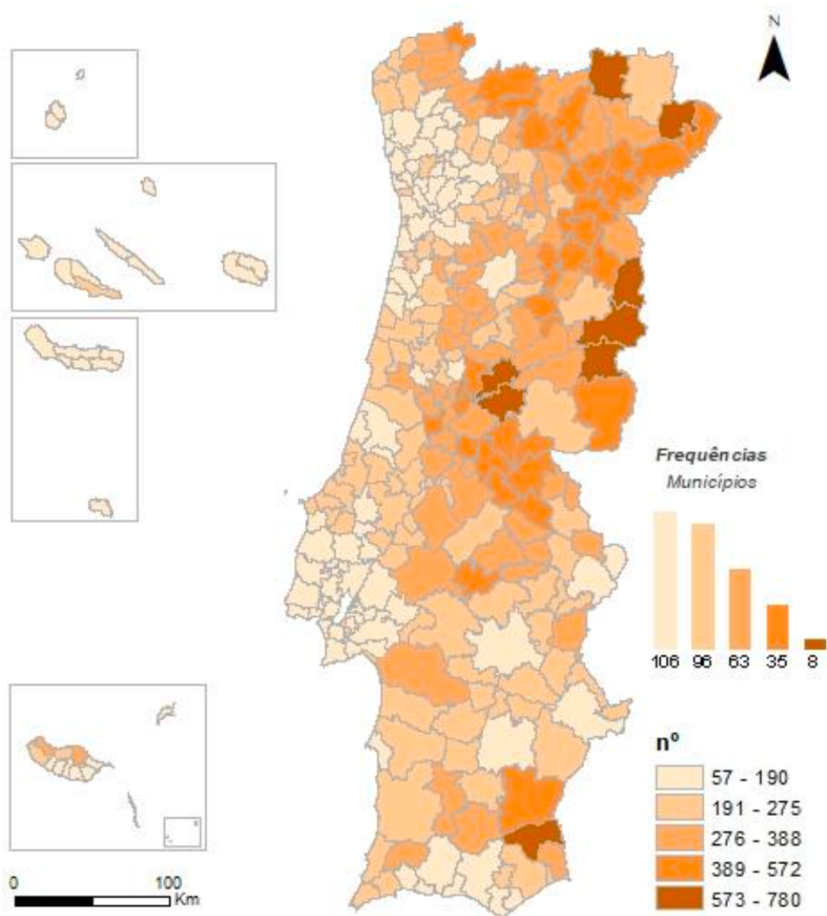 N
Frequências
Municípios
106 96 63 35 8
nº
57 - 190
191 - 275
276 - 388
389 - 572
573 - 780
0 100
Km